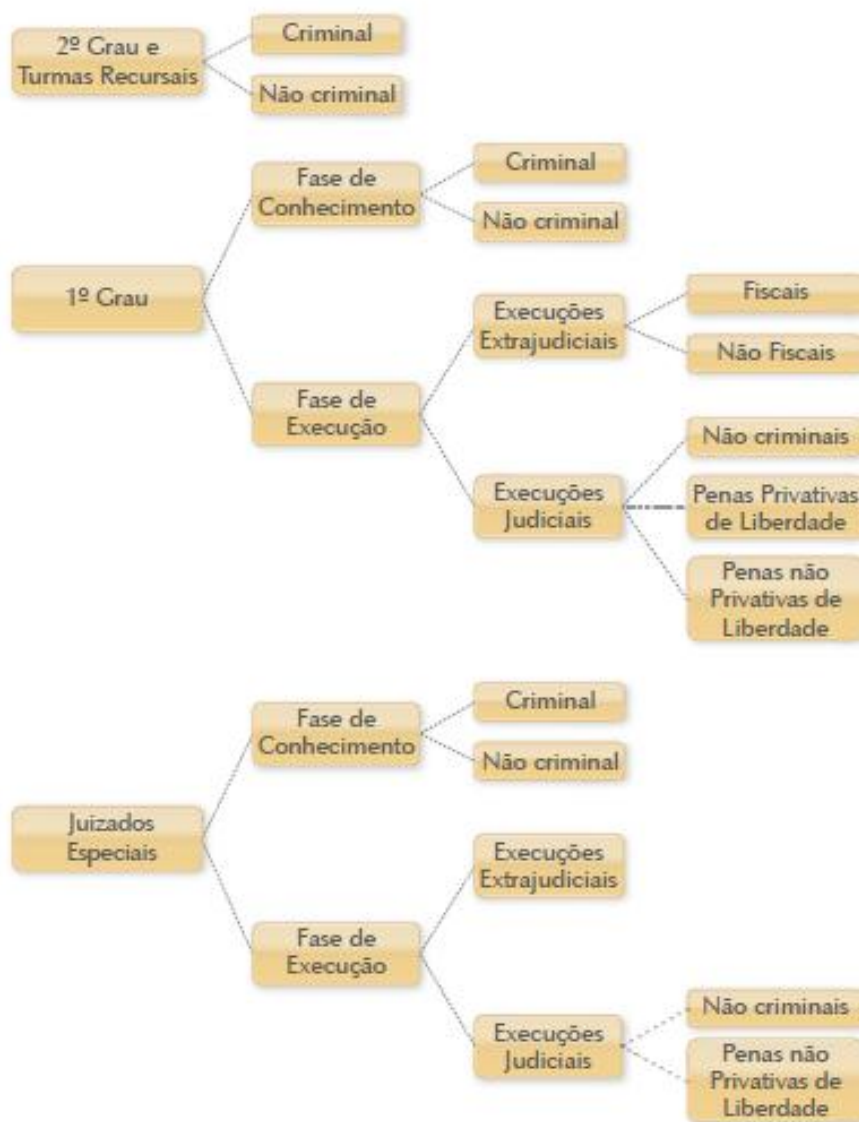 2º Grau e
Turmas Recursais
Criminal
Não criminal
1º Grau
Fase de
Conhecimento
Criminal
Não criminal
Fase de
Execução
Execuções
Extrajudiciais
Fiscais
Não Fiscais
Execuções
Judiciais
Não criminais
Penas Privativas
de Liberdade
Penas não
Privativas de
Liberdade
Juizados
Especiais
Fase de
Conhecimento
Criminal
Não criminal
Fase de
Execução
Execuções
Extrajudiciais
Execuções
Judiciais
Não criminais
Penas não
Privativas de
Liberdade